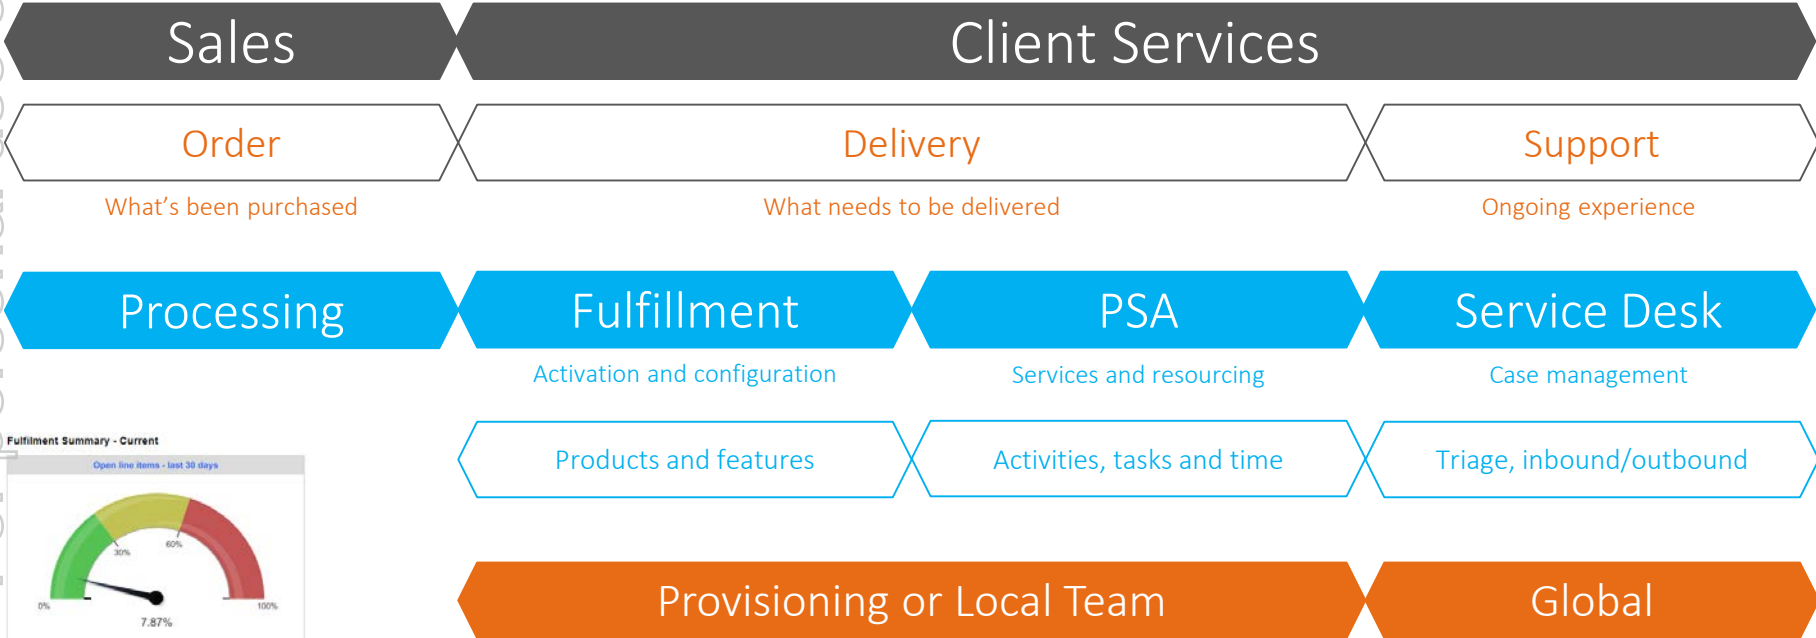 Sales
Client Services
Order
Delivery
Support
What's been purchased
What needs to be delivered
Ongoing experience
Processing
Fulfillment
PSA
Service Desk
Activation and configuration
Services and resourcing
Case management
Fulfilment Summary - Current
Open line items - last 30 days
Products and features
Activities, tasks and time
Triage, inbound/outbound
30%
60%
0%
100%
7.87%
Provisioning or Local Team
Global